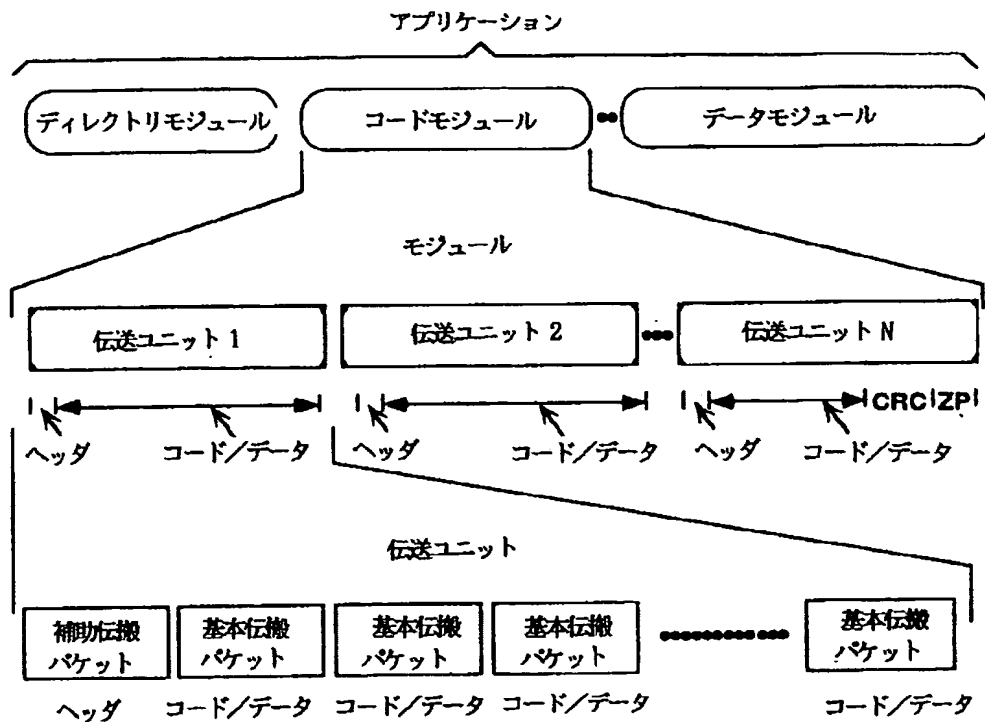 アプリケーション
ディレクトリモジュール
コードモジュール
データモジュール
モジュール
伝送ユニット 1
伝送ユニット 2
伝送ユニット N
CRC ZP
ヘッダ
コード/データ
ヘッダ
コード/データ
ヘッダ
コード/データ
伝送ユニット
補助伝搬
パケット
基本伝搬
パケット
基本伝搬
パケット
基本伝搬
パケット
基本伝搬
パケット
ヘッダ
コード/データ
コード/データ
コード/データ
コード/データ